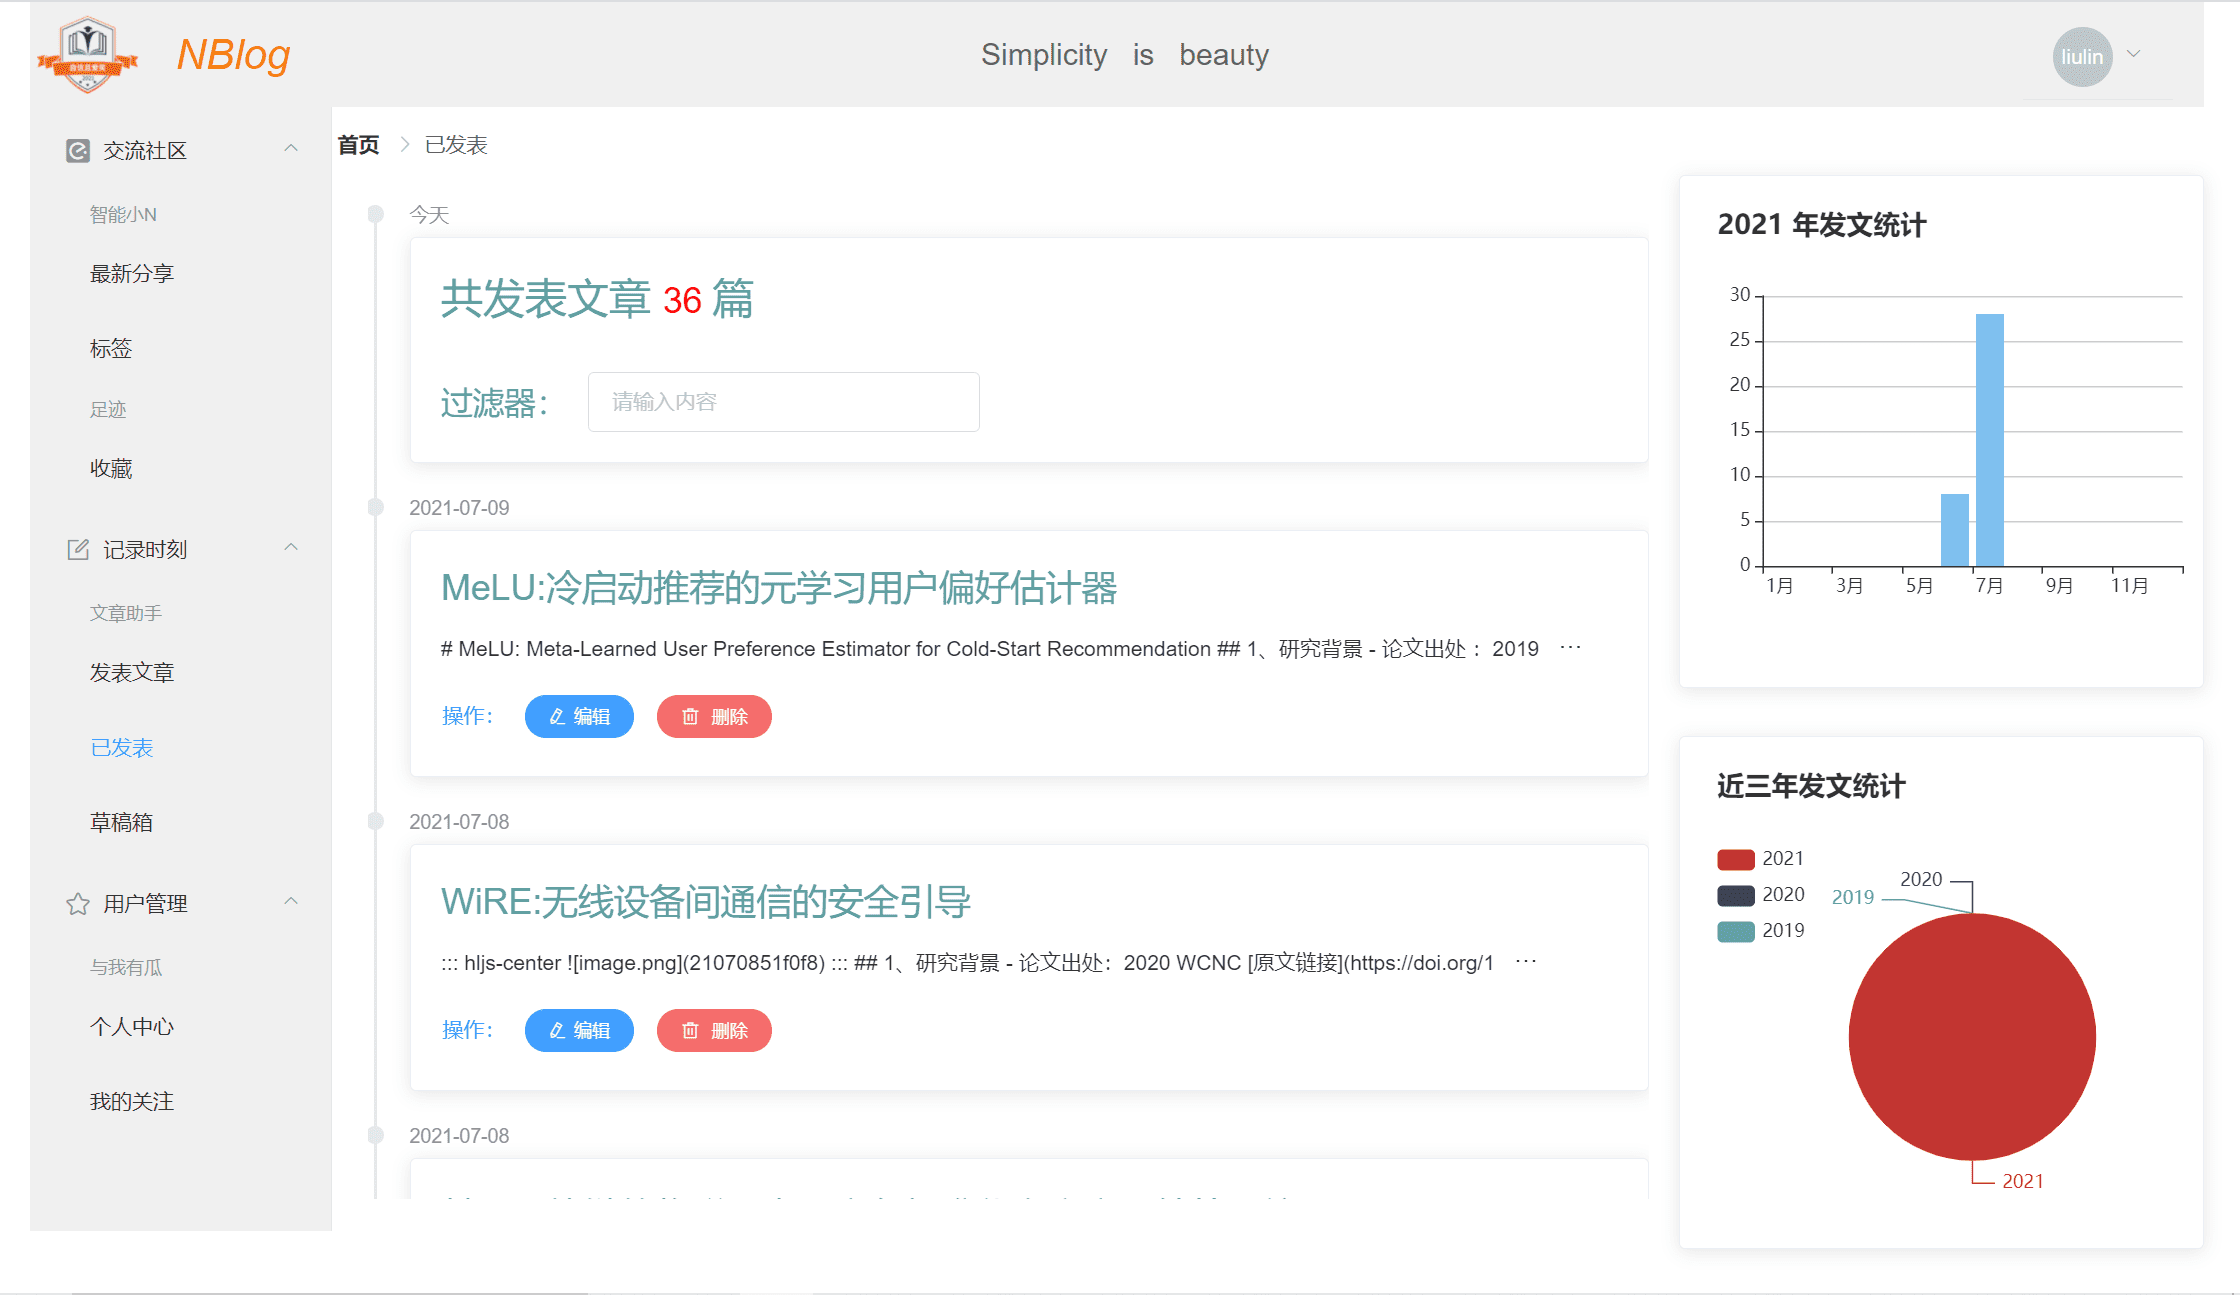 NBlog
Simplicity is beauty
liulin
交流社区
智能小N
最新分享
标签
足迹
收藏
记录时刻
文章助手
发表文章
已发表
草稿箱
用户管理
与我有瓜
个人中心
我的关注
首页 > 已发表
今天
共发表文章 36 篇
过滤器：
请输入内容
2021-07-09
MeLU:冷启动推荐的元学习用户偏好估计器
# MeLU: Meta-Learned User Preference Estimator for Cold-Start Recommendation ## 1、研究背景 - 论文出处 ：2019 ···
操作： 编辑 删除
2021-07-08
WiRE:无线设备间通信的安全引导
::: hljs-center ![image.png](21070851f0f8) ::: ## 1、研究背景 - 论文出处：2020 WCNC [原文链接](https://doi.org/1 ···
操作： 编辑 删除
2021-07-08
2021 年发文统计
30
25
20
15
10
5
0
1月 3月 5月 7月 9月 11月
近三年发文统计
2021
2020
2019
2020
2019
2021